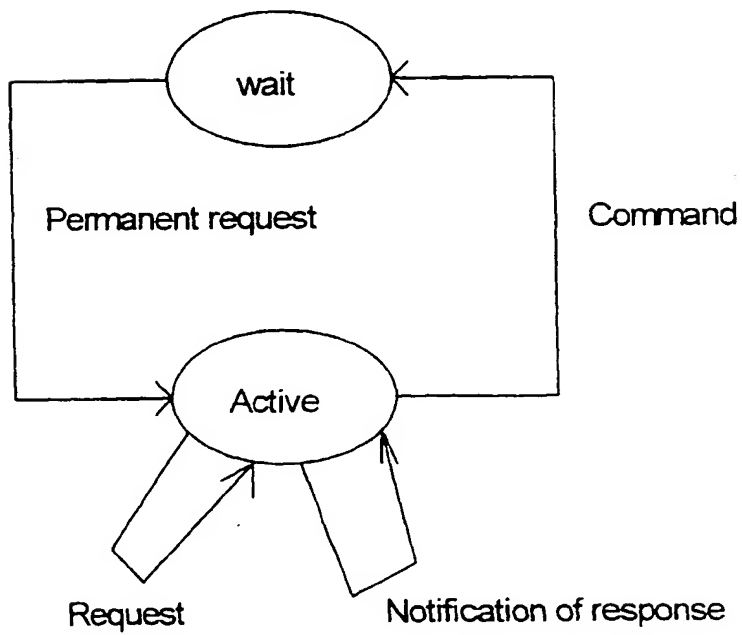 wait
Permanent request
Command
Active
Request
Notification of response